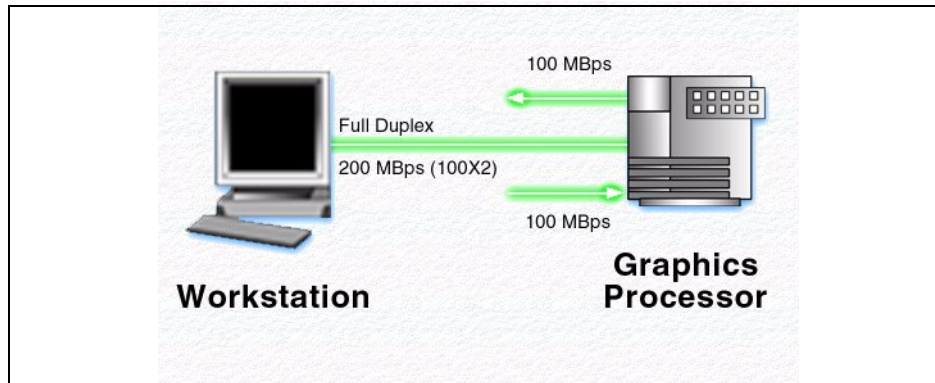 100 MBps
Full Duplex
200 MBps (100X2)
100 MBps
Workstation
Graphics
Processor